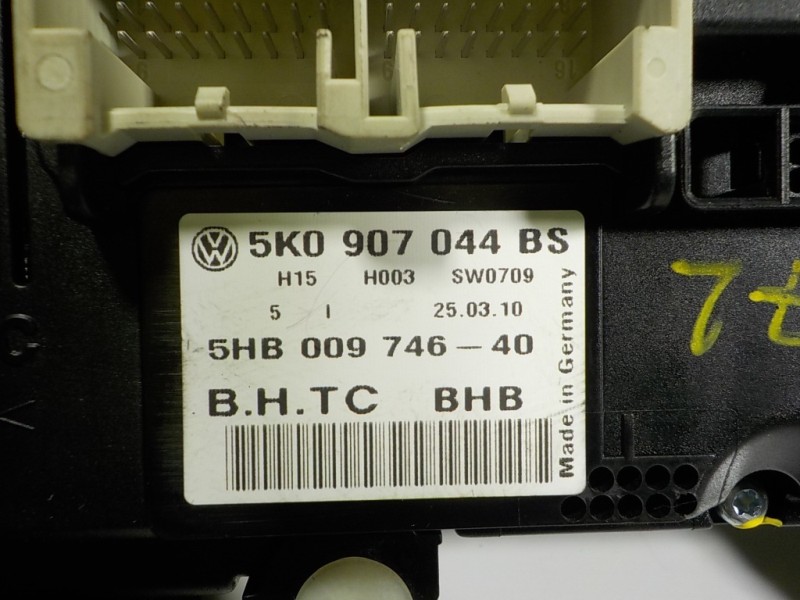 5K0 907 044 BS
H15 H003 SW0709
5 I 25.03.10
5HB 009 746-40
B.H.TC BHB
Made in Germany